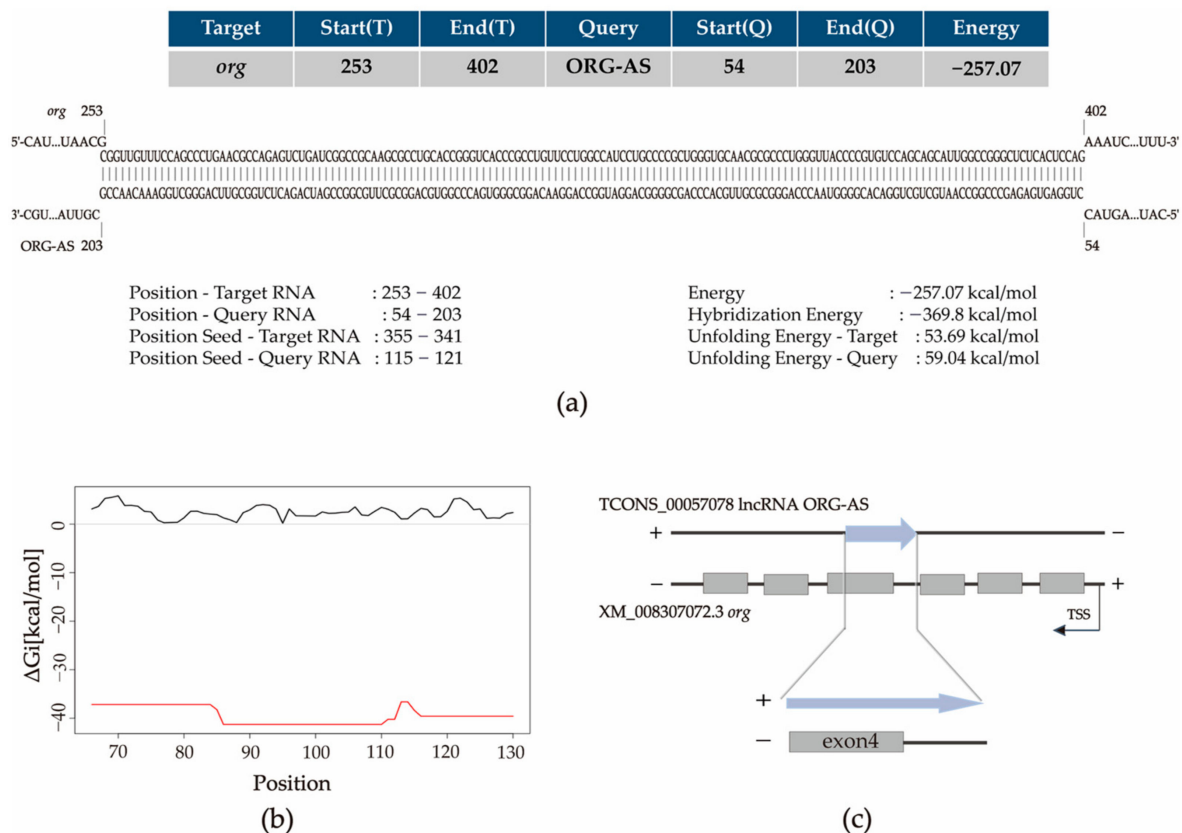 Target Start(T) End(T) Query Start(Q) End(Q) Energy
org 253 402 ORG-AS 54 203 −257.07
org 253 402
5'-CAU...UAACG AAAUC...UUU-3'
CGGUUGUUUCCAGCCCUGAACGCCAGAGUCUGAUCGGCCGCAAGCGCCUGCACCGGGUCACCCGCCUGUUCCUGGCCAUCCUGCCCCGCUGGGUGCAACGCGCCCUGGGUUACCCCGUGUCCAGCAGCAUUGGCCGGGCUCUCACUCCAG
GCCAACAAAGGUCGGGACUUGCGGUCUCAGACUAGCCGGCGUUCGCGGACGUGGCCCAGUGGGCGGACAAGGACCGGUAGGACGGGGCGACCCACGUUGCGCGGGACCCAAUGGGGCACAGGUCGUCGUAACCGGCCCGAGAGUGAGGUC
3'-CGU...AUUGC CAUGA...UAC-5'
ORG-AS 203 54
Position - Target RNA : 253 – 402
Position - Query RNA : 54 – 203
Position Seed - Target RNA : 355 – 341
Position Seed - Query RNA : 115 – 121
Energy : −257.07 kcal/mol
Hybridization Energy : −369.8 kcal/mol
Unfolding Energy - Target : 53.69 kcal/mol
Unfolding Energy - Query : 59.04 kcal/mol
(a)
ΔGi[kcal/mol]
0
−10
−20
−30
−40
70 80 90 100 110 120 130
Position
(b)
TCONS_00057078 lncRNA ORG-AS
+ −
− +
XM_008307072.3 org
TSS
+
− exon4
(c)